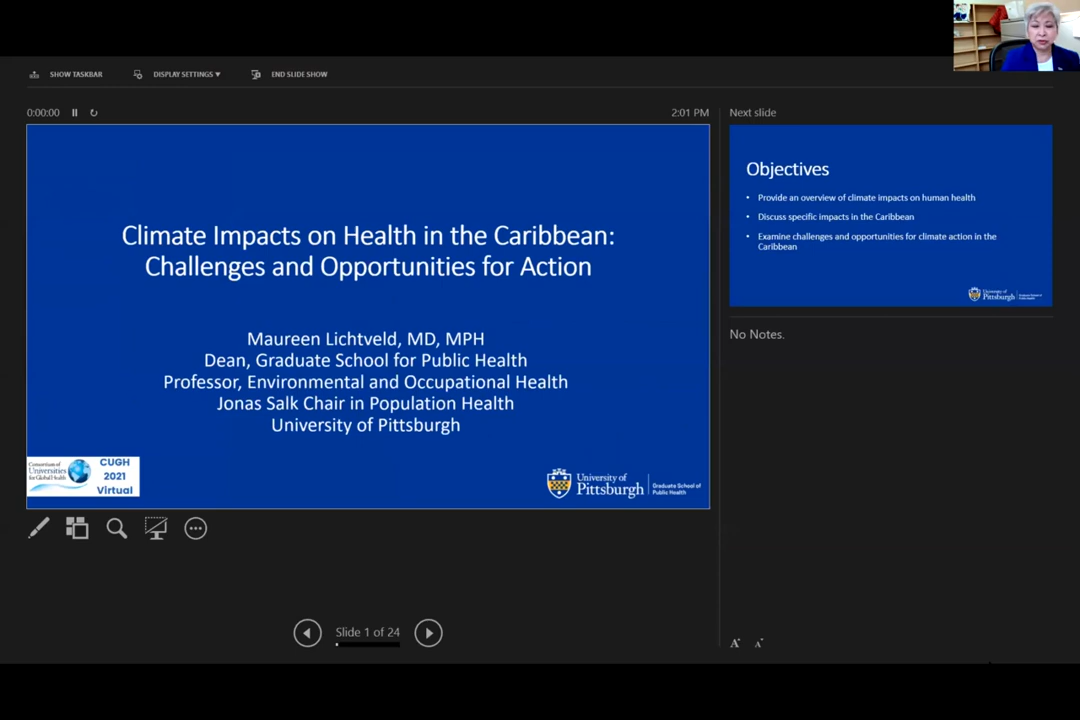 SHOW TASKBAR
DISPLAY SETTINGS ▼
END SLIDE SHOW
0:00:00
2:01 PM
Climate Impacts on Health in the Caribbean:
Challenges and Opportunities for Action
Maureen Lichtveld, MD, MPH
Dean, Graduate School for Public Health
Professor, Environmental and Occupational Health
Jonas Salk Chair in Population Health
University of Pittsburgh
Consortium of
Universities
for Global Health
CUGH
2021
Virtual
University of
Pittsburgh
Graduate School of
Public Health
Slide 1 of 24
Next slide
Objectives
• Provide an overview of climate impacts on human health
• Discuss specific impacts in the Caribbean
• Examine challenges and opportunities for climate action in the
Caribbean
University of
Pittsburgh
Graduate School of
Public Health
No Notes.
A
A